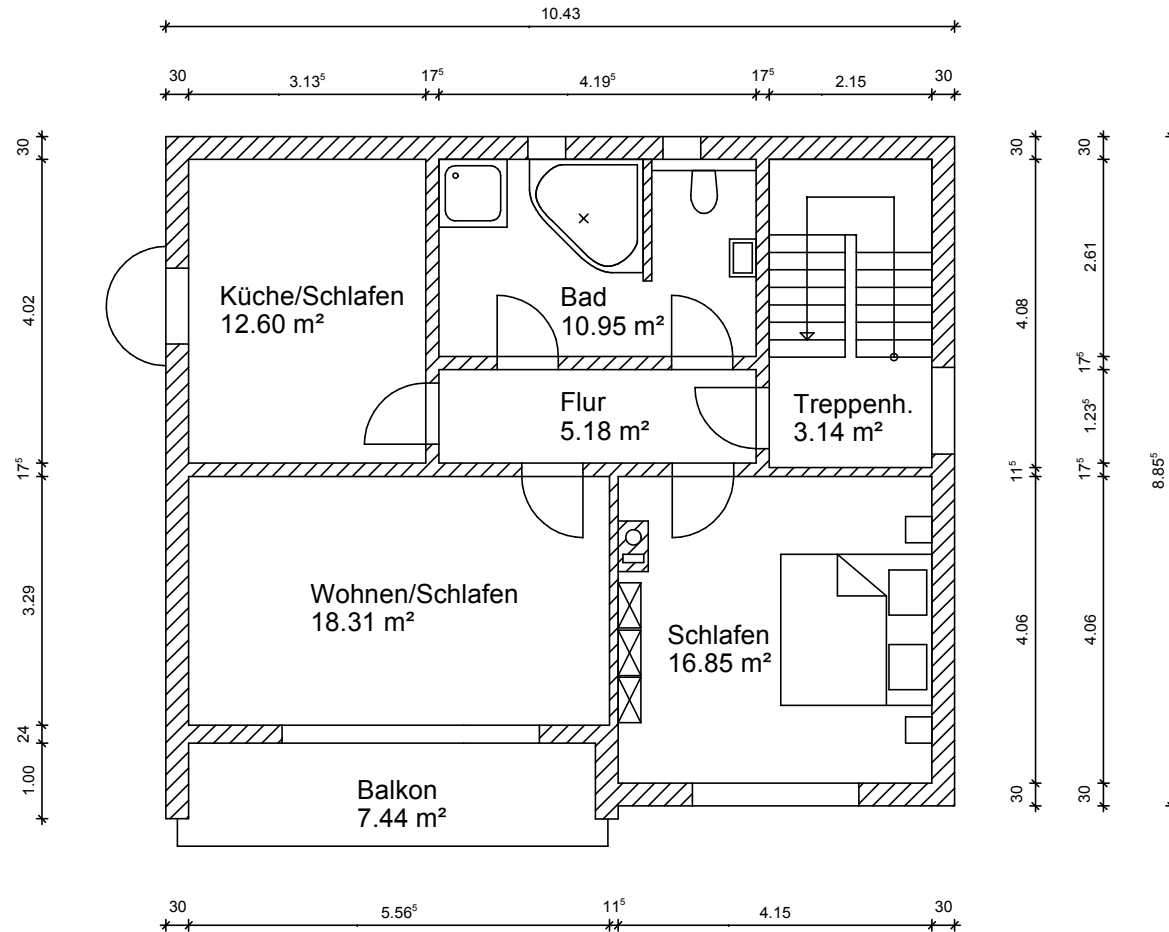 10.43
30 3.13⁵ 17⁵ 4.19⁵ 17⁵ 2.15 30
30
4.02
17⁵
3.29
24
1.00
Küche/Schlafen
12.60 m²
Bad
10.95 m²
Flur
5.18 m²
Treppenh.
3.14 m²
Wohnen/Schlafen
18.31 m²
Schlafen
16.85 m²
Balkon
7.44 m²
30
4.08
11⁵
4.06
30
30
2.61
17⁵
1.23⁵
17⁵
4.06
30
8.85⁵
30 5.56⁵ 11⁵ 4.15 30